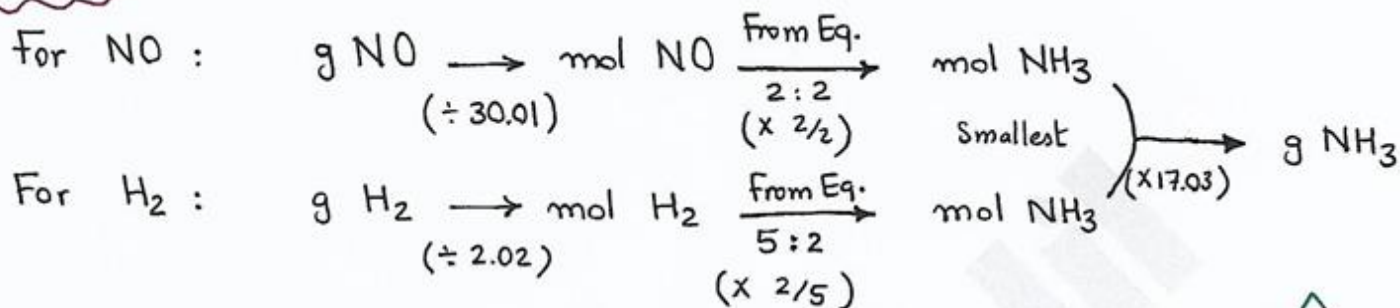 For NO : g NO → mol NO From Eq. → mol NH3
(÷ 30.01) 2 : 2
(x 2/2) Smallest → g NH3
(x17.03)
For H2 : g H2 → mol H2 From Eq. → mol NH3
(÷ 2.02) 5 : 2
(x 2/5)